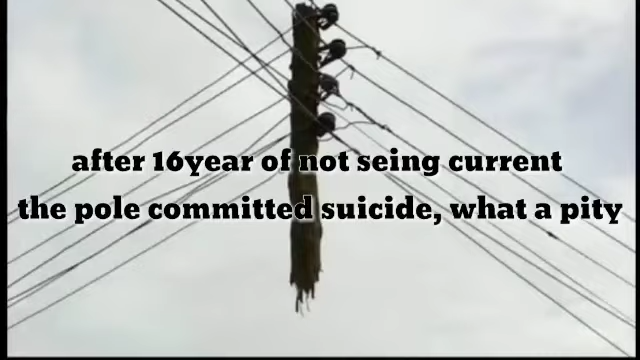 after 16year of not seing current
the pole committed suicide, what a pity